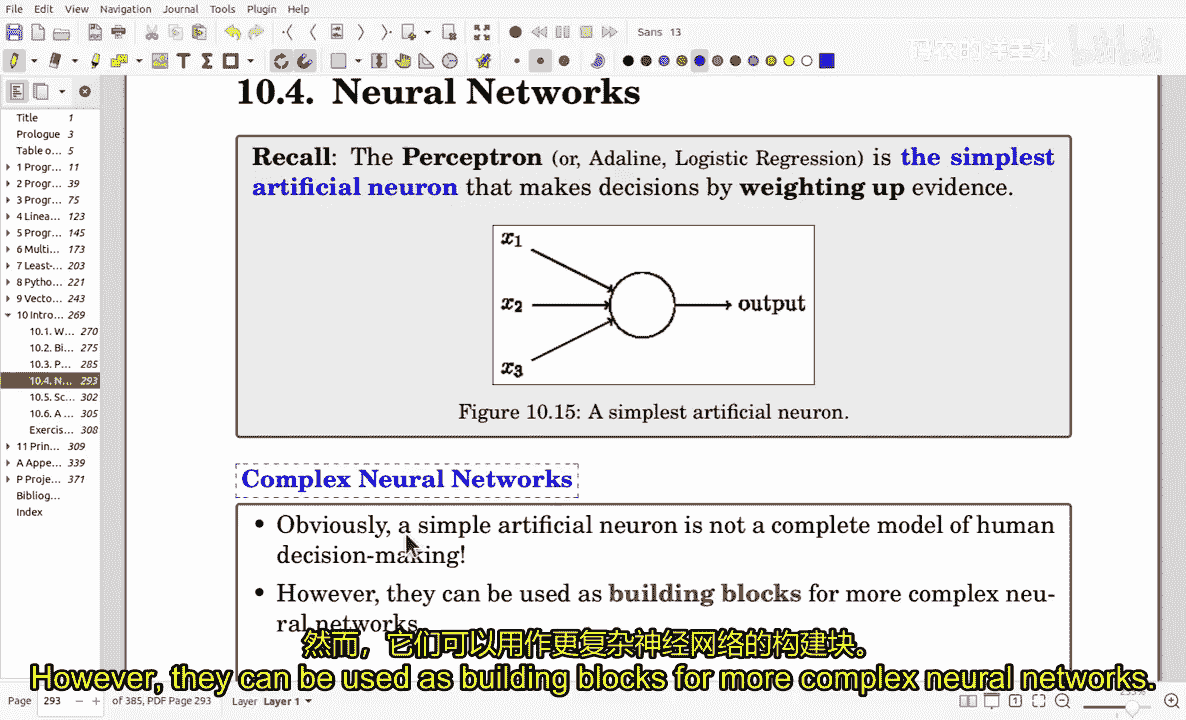 File Edit View Navigation Journal Tools Plugin Help
Sans 13
Title 1
Prologue 3
Table o... 5
1 Progr... 11
2 Progr... 39
3 Progr... 75
4 Linea... 123
5 Progr... 145
6 Multi... 173
7 Least-... 203
8 Pytho... 221
9 Vecto... 243
10 Intro... 269
10.1. W... 270
10.2. Bi... 275
10.3. P... 285
10.4. N... 293
10.5. Sc... 302
10.6. A ... 305
Exercis... 308
11 Prin... 309
A Appe... 339
P Proje... 371
Bibliog...
Index
10.4. Neural Networks
Recall: The Perceptron (or, Adaline, Logistic Regression) is the simplest
artificial neuron that makes decisions by weighting up evidence.
x1
x2
x3
output
Figure 10.15: A simplest artificial neuron.
Complex Neural Networks
• Obviously, a simple artificial neuron is not a complete model of human
decision-making!
• However, they can be used as building blocks for more complex neu-
ral networks.
然而，它们可以用作更复杂神经网络的构建块。
However, they can be used as building blocks for more complex neural networks.
Page 293 of 385, PDF Page 293 Layer Layer 1